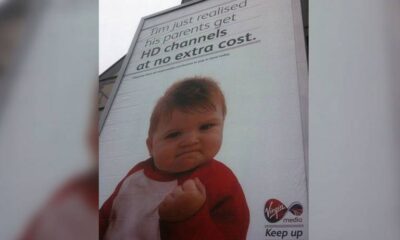 Tim's just realised
his parents get
HD channels
at no extra cost.
Virgin
media
Keep up